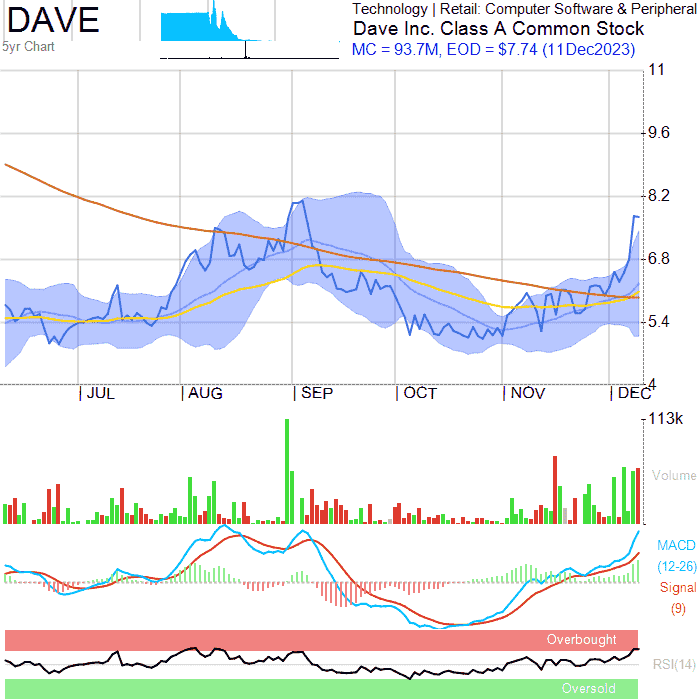 DAVE
5yr Chart
Technology | Retail: Computer Software & Peripheral
Dave Inc. Class A Common Stock
MC = 93.7M, EOD = $7.74 (11Dec2023)
11
9.6
8.2
6.8
5.4
4
JUL AUG SEP OCT NOV DEC
113k
Volume
MACD
(12-26)
Signal
(9)
Overbought
RSI(14)
Oversold